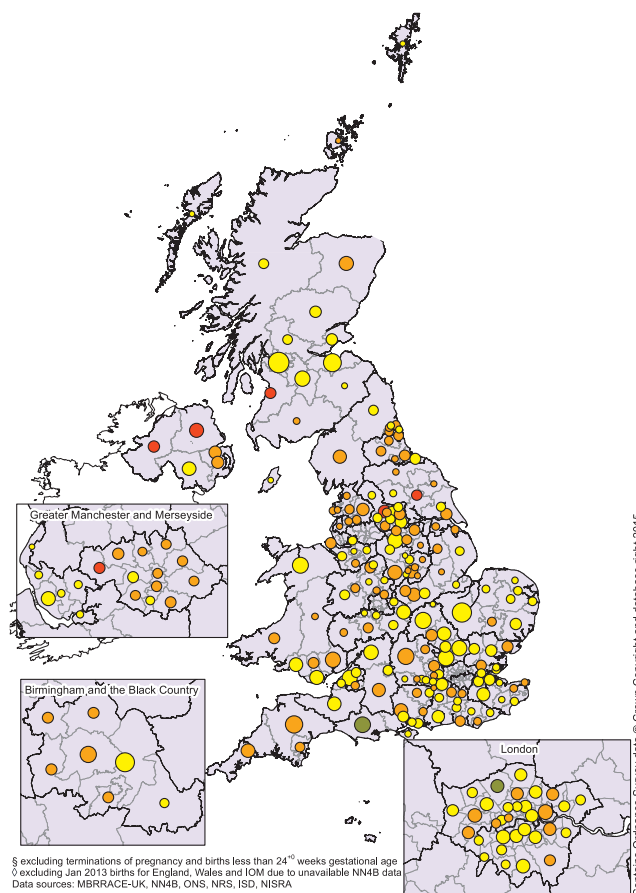 Greater Manchester and Merseyside
Birmingham and the Black Country
London
§ excluding terminations of pregnancy and births less than 24⁺⁰ weeks gestational age
◊ excluding Jan 2013 births for England, Wales and IOM due to unavailable NN4B data
Data sources: MBRRACE-UK, NN4B, ONS, NRS, ISD, NISRA